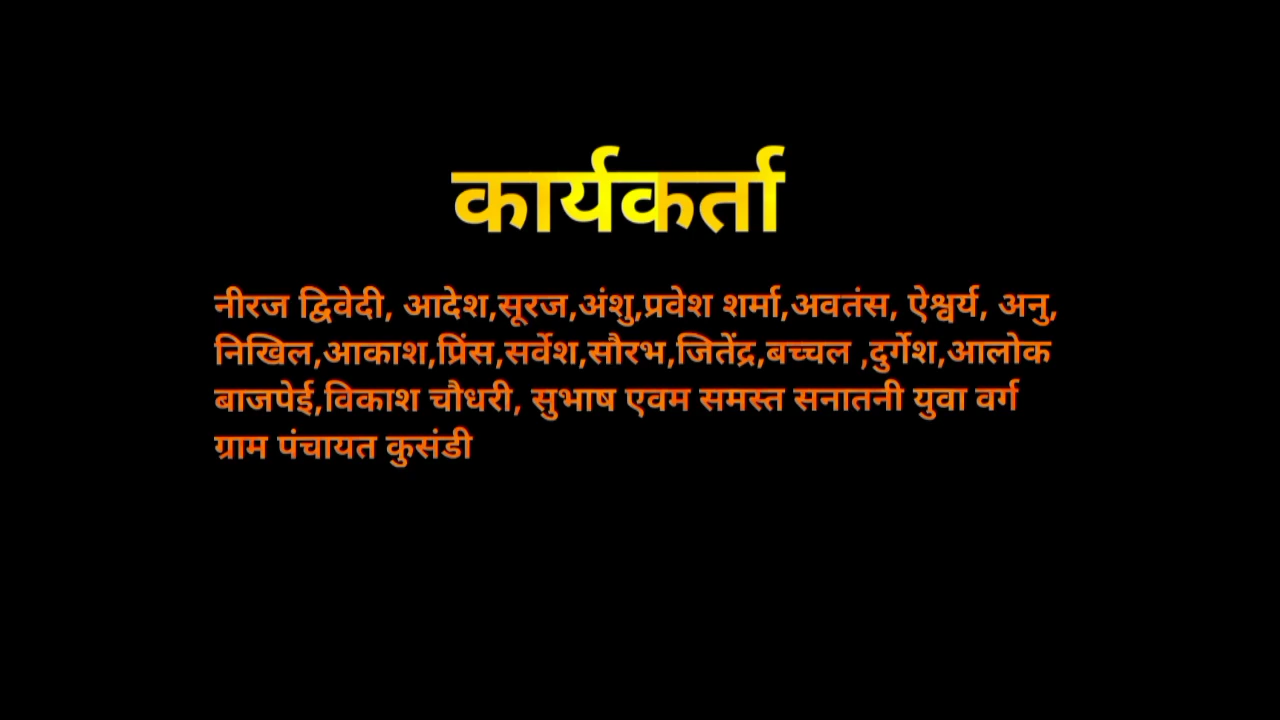 कार्यकर्ता
नीरज द्विवेदी, आदेश,सूरज,अंशु,प्रवेश शर्मा,अवतंस, ऐश्वर्य, अनु,
निखिल,आकाश,प्रिंस,सर्वेश,सौरभ,जितेंद्र,बच्चल ,दुर्गेश,आलोक
बाजपेई,विकाश चौधरी, सुभाष एवम समस्त सनातनी युवा वर्ग
ग्राम पंचायत कुसंडी